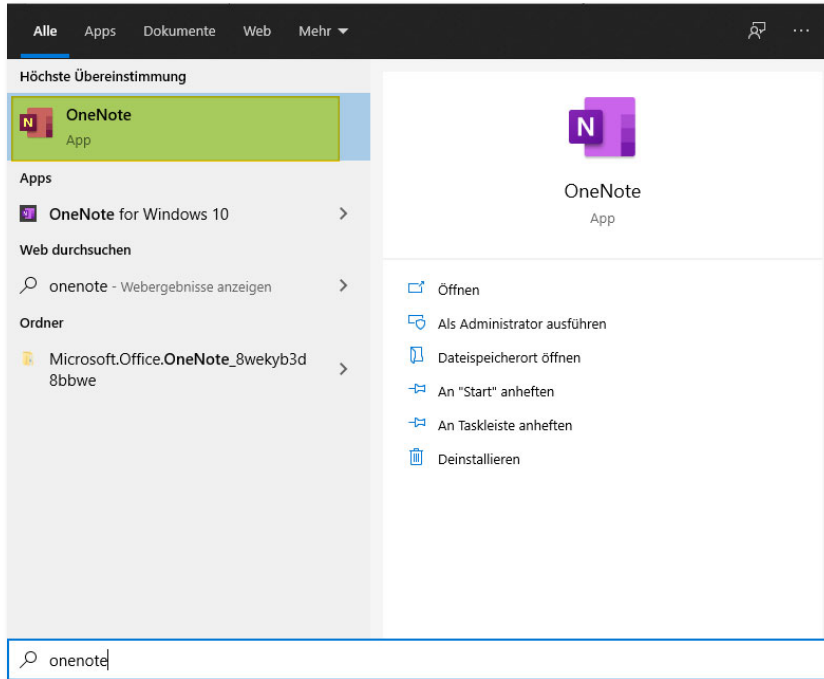 Alle Apps Dokumente Web Mehr
Höchste Übereinstimmung
N OneNote
App
Apps
N OneNote for Windows 10
Web durchsuchen
onenote - Webergebnisse anzeigen
Ordner
Microsoft.Office.OneNote_8wekyb3d
8bbwe
N
OneNote
App
Öffnen
Als Administrator ausführen
Dateispeicherort öffnen
An "Start" anheften
An Taskleiste anheften
Deinstallieren
onenote